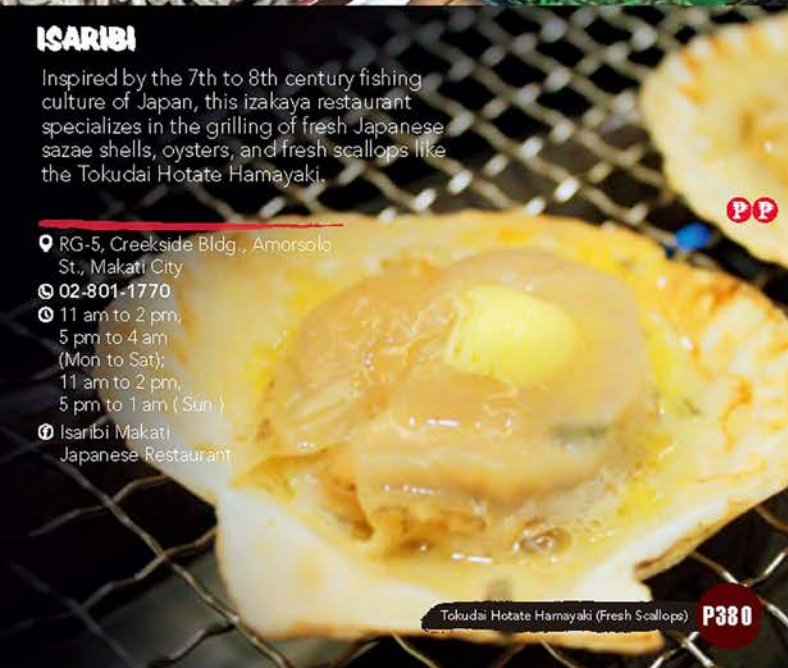 ISARIBI
Inspired by the 7th to 8th century fishing
culture of Japan, this izakaya restaurant
specializes in the grilling of fresh Japanese
sazae shells, oysters, and fresh scallops like
the Tokudai Hotate Hamayaki.
P P
RG-5, Creekside Bldg., Amorsolo
St., Makati City
02-801-1770
11 am to 2 pm,
5 pm to 4 am
(Mon to Sat);
11 am to 2 pm,
5 pm to 1 am ( Sun )
f Isaribi Makati
Japanese Restaurant
Tokudai Hotate Hamayaki (Fresh Scallops) P380